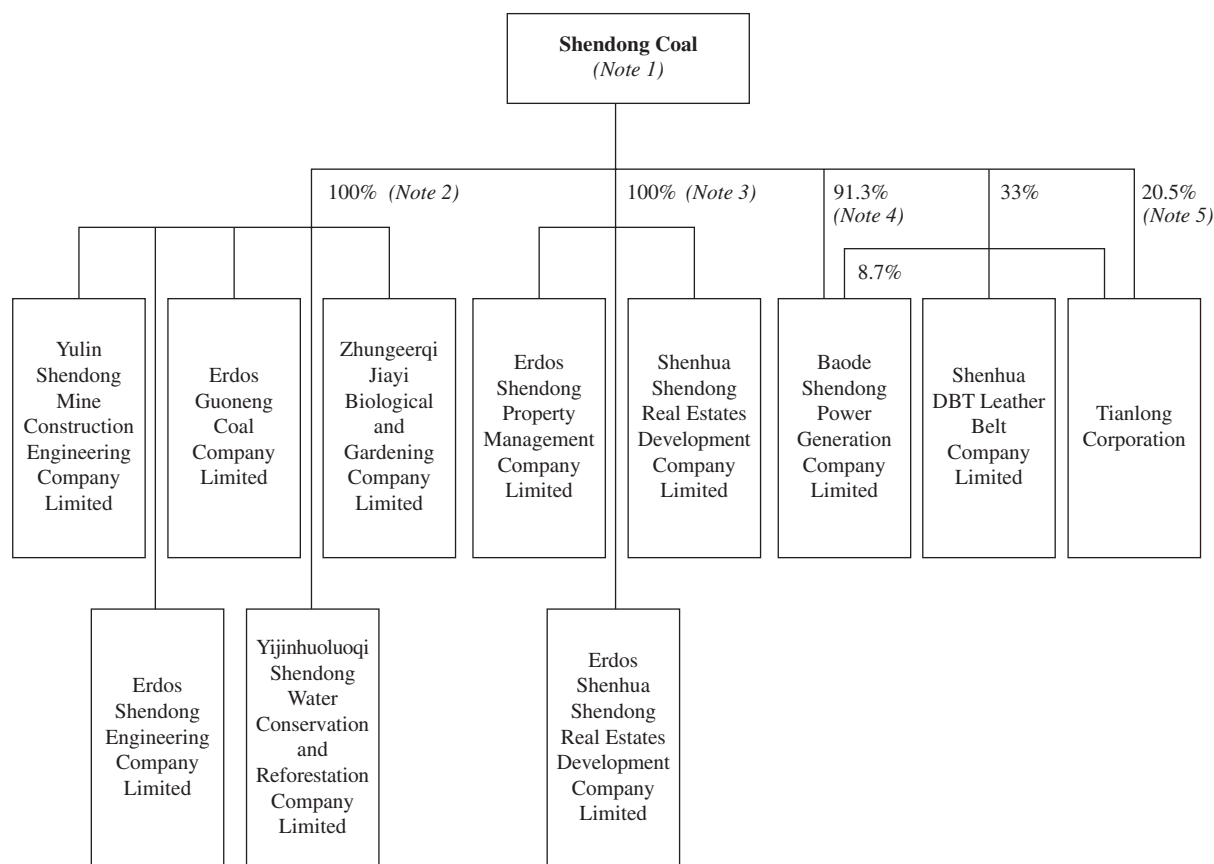 Shendong Coal
(Note 1)
100% (Note 2)
100% (Note 3)
91.3%
(Note 4)
33%
20.5%
(Note 5)
8.7%
Yulin
Shendong
Mine
Construction
Engineering
Company
Limited
Erdos
Guoneng
Coal
Company
Limited
Zhungeerqi
Jiayi
Biological
and
Gardening
Company
Limited
Erdos
Shendong
Property
Management
Company
Limited
Shenhua
Shendong
Real Estates
Development
Company
Limited
Baode
Shendong
Power
Generation
Company
Limited
Shenhua
DBT Leather
Belt
Company
Limited
Tianlong
Corporation
Erdos
Shendong
Engineering
Company
Limited
Yijinhuoluoqi
Shendong
Water
Conservation
and
Reforestation
Company
Limited
Erdos
Shenhua
Shendong
Real Estates
Development
Company
Limited